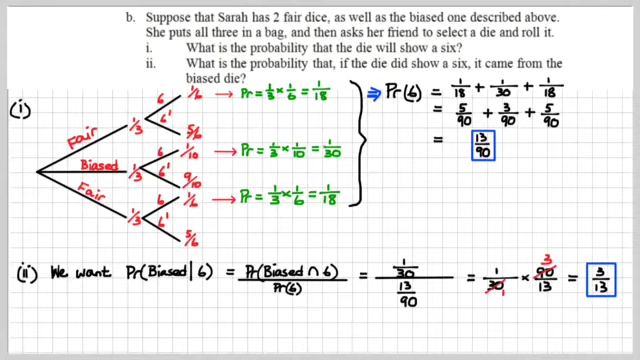 b. Suppose that Sarah has 2 fair dice, as well as the biased one described above.
She puts all three in a bag, and then asks her friend to select a die and roll it.
i. What is the probability that the die will show a six?
ii. What is the probability that, if the die did show a six, it came from the
biased die?
(i)
Fair 1/3 6 1/6 → Pr = 1/3 × 1/6 = 1/18
6' 5/6
Biased 1/3 6 1/10 → Pr = 1/3 × 1/10 = 1/30
6' 9/10
Fair 1/3 6 1/6 → Pr = 1/3 × 1/6 = 1/18
6' 5/6
⇒ Pr(6) = 1/18 + 1/30 + 1/18
= 5/90 + 3/90 + 5/90
= 13/90
(ii) We want Pr(Biased | 6) = Pr(Biased ∩ 6) / Pr(6) = 1/30 / 13/90 = 1/30 1 × 3 90/13 = 3/13